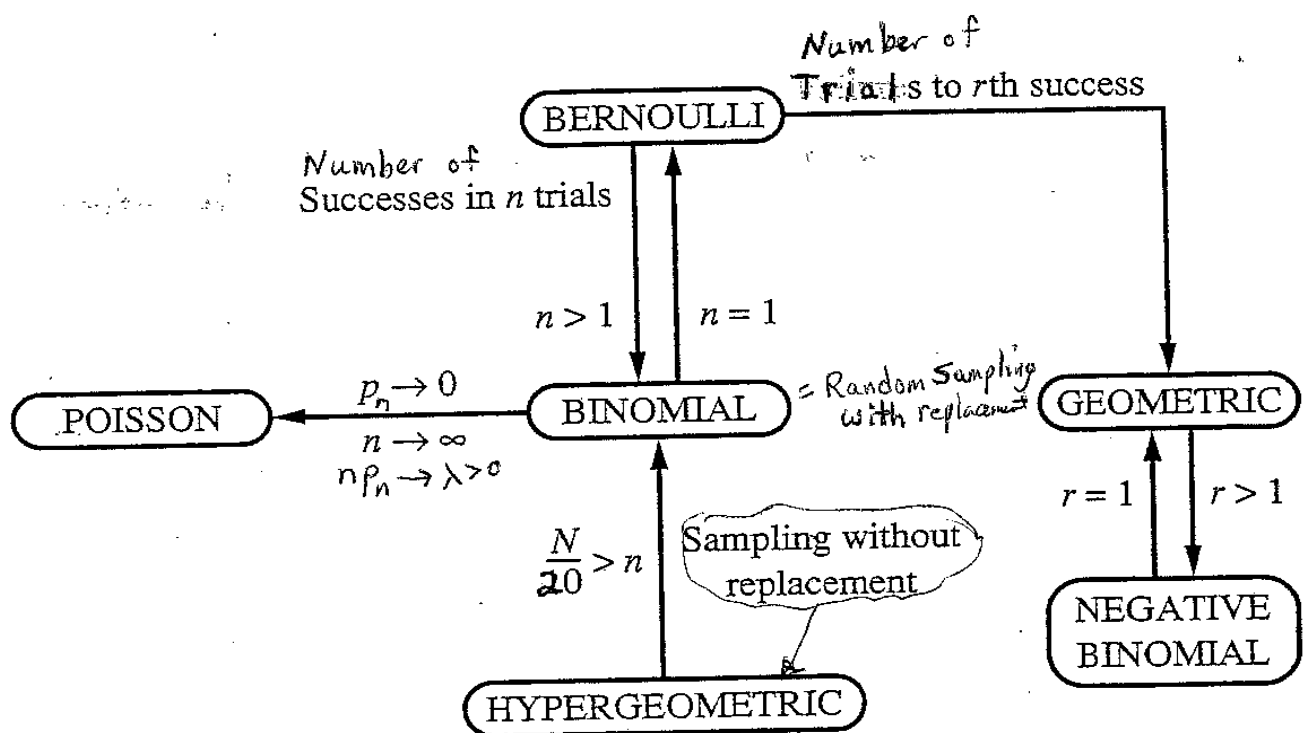 Number of
Trials to rth success
BERNOULLI
Number of
Successes in n trials
n > 1
n = 1
POISSON
pₙ → 0
n → ∞
npₙ → λ > 0
BINOMIAL
= Random Sampling
with replacement
GEOMETRIC
r = 1
r > 1
N/20 > n
Sampling without
replacement
NEGATIVE
BINOMIAL
HYPERGEOMETRIC